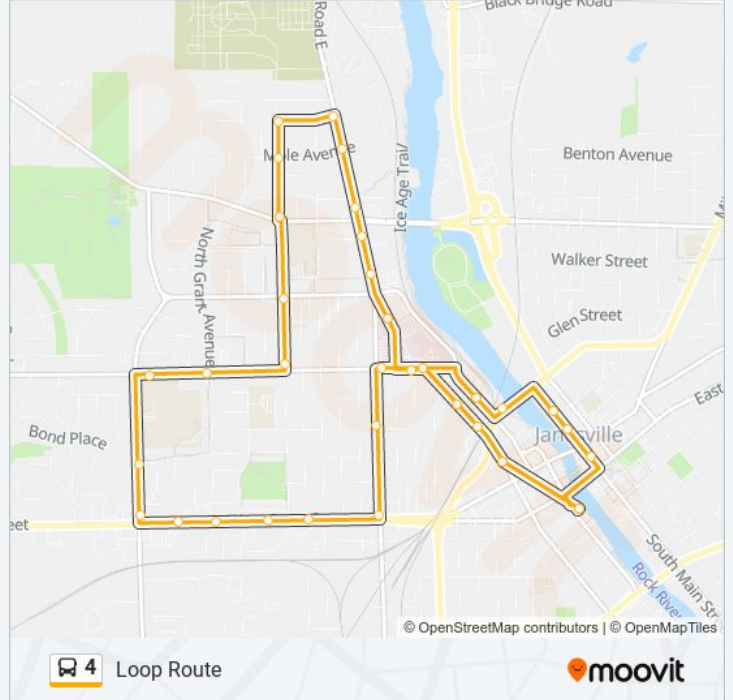 Black Bridge Road
Road E
Mole Avenue
Benton Avenue
Ice Age Trail
North Grant Avenue
Walker Street
Glen Street
East
Bond Place
Janesville
eet
South Main Stre
Rock River
© OpenStreetMap contributors | © OpenMapTiles
4 Loop Route
moovit